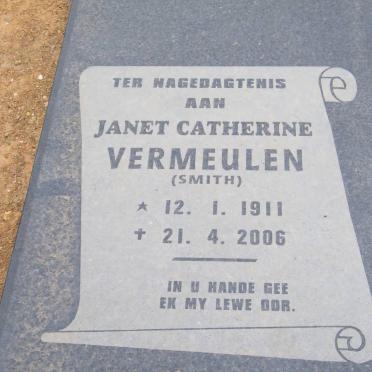 TER NAGEDAGTENIS
AAN
JANET CATHERINE
VERMEULEN
(SMITH)
* 12. 1. 1911
✝ 21. 4. 2006
IN U HANDE GEE
EK MY LEWE OOR.